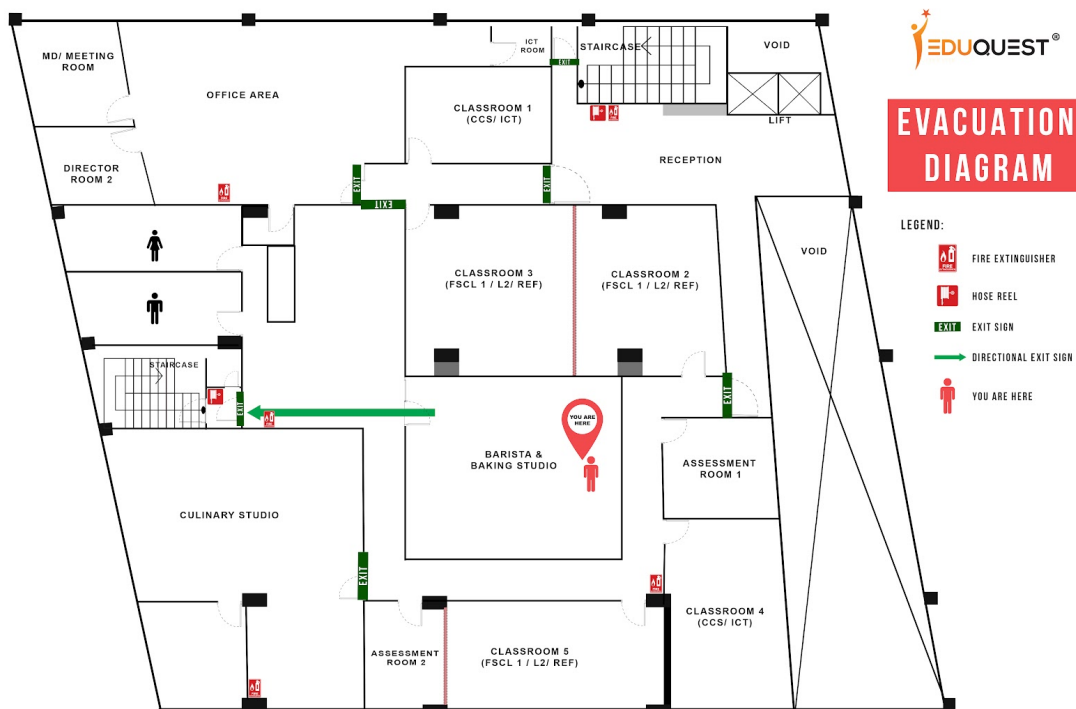 EDUQUEST®
EVACUATION
DIAGRAM
LEGEND:
FIRE EXTINGUISHER
HOSE REEL
EXIT
EXIT SIGN
DIRECTIONAL EXIT SIGN
YOU ARE HERE
MD/ MEETING
ROOM
OFFICE AREA
ICT
ROOM
STAIRCASE
EXIT
VOID
LIFT
CLASSROOM 1
(CCS/ ICT)
RECEPTION
DIRECTOR
ROOM 2
EXIT
EXIT
EXIT
CLASSROOM 3
(FSCL 1 / L2/ REF)
CLASSROOM 2
(FSCL 1 / L2/ REF)
VOID
STAIRCASE
EXIT
EXIT
YOU ARE
HERE
BARISTA &
BAKING STUDIO
ASSESSMENT
ROOM 1
CULINARY STUDIO
EXIT
CLASSROOM 4
(CCS/ ICT)
ASSESSMENT
ROOM 2
CLASSROOM 5
(FSCL 1 / L2/ REF)